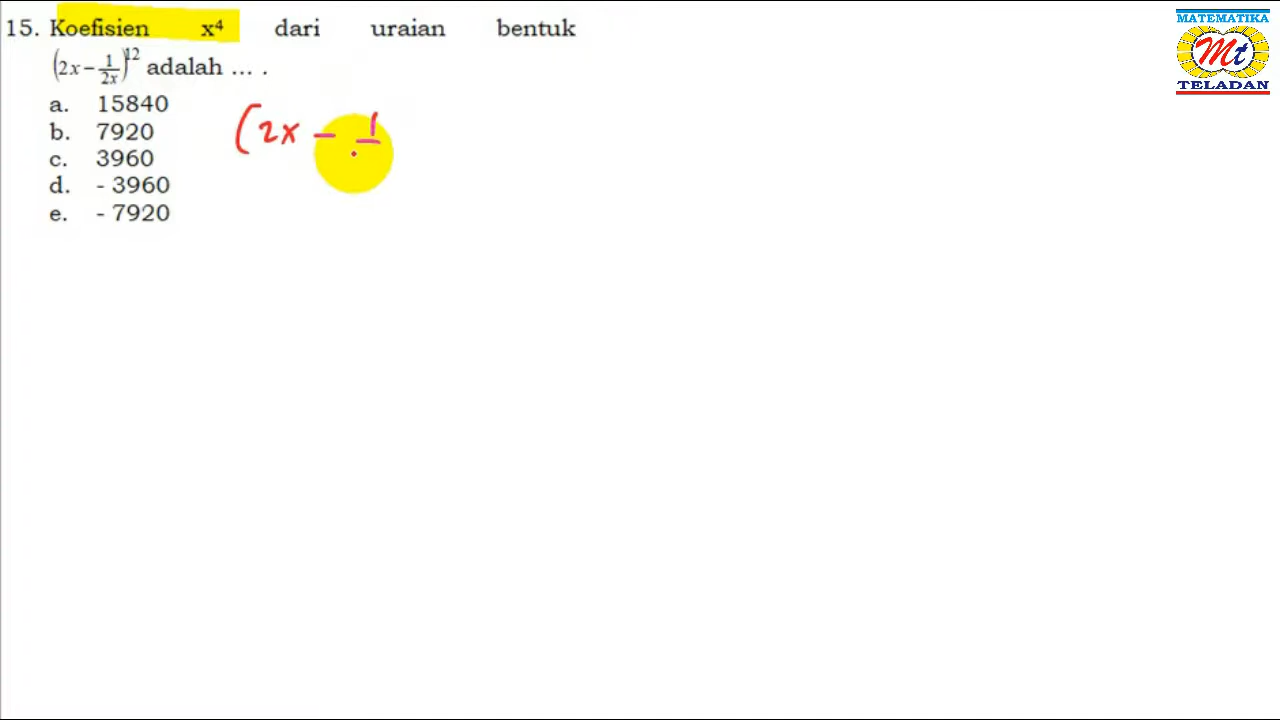 15. Koefisien x⁴ dari uraian bentuk
(2x − 1/2x)¹² adalah ... .
a. 15840
b. 7920
c. 3960
d. - 3960
e. - 7920
(2x − 1
MATEMATIKA
Mt
TELADAN